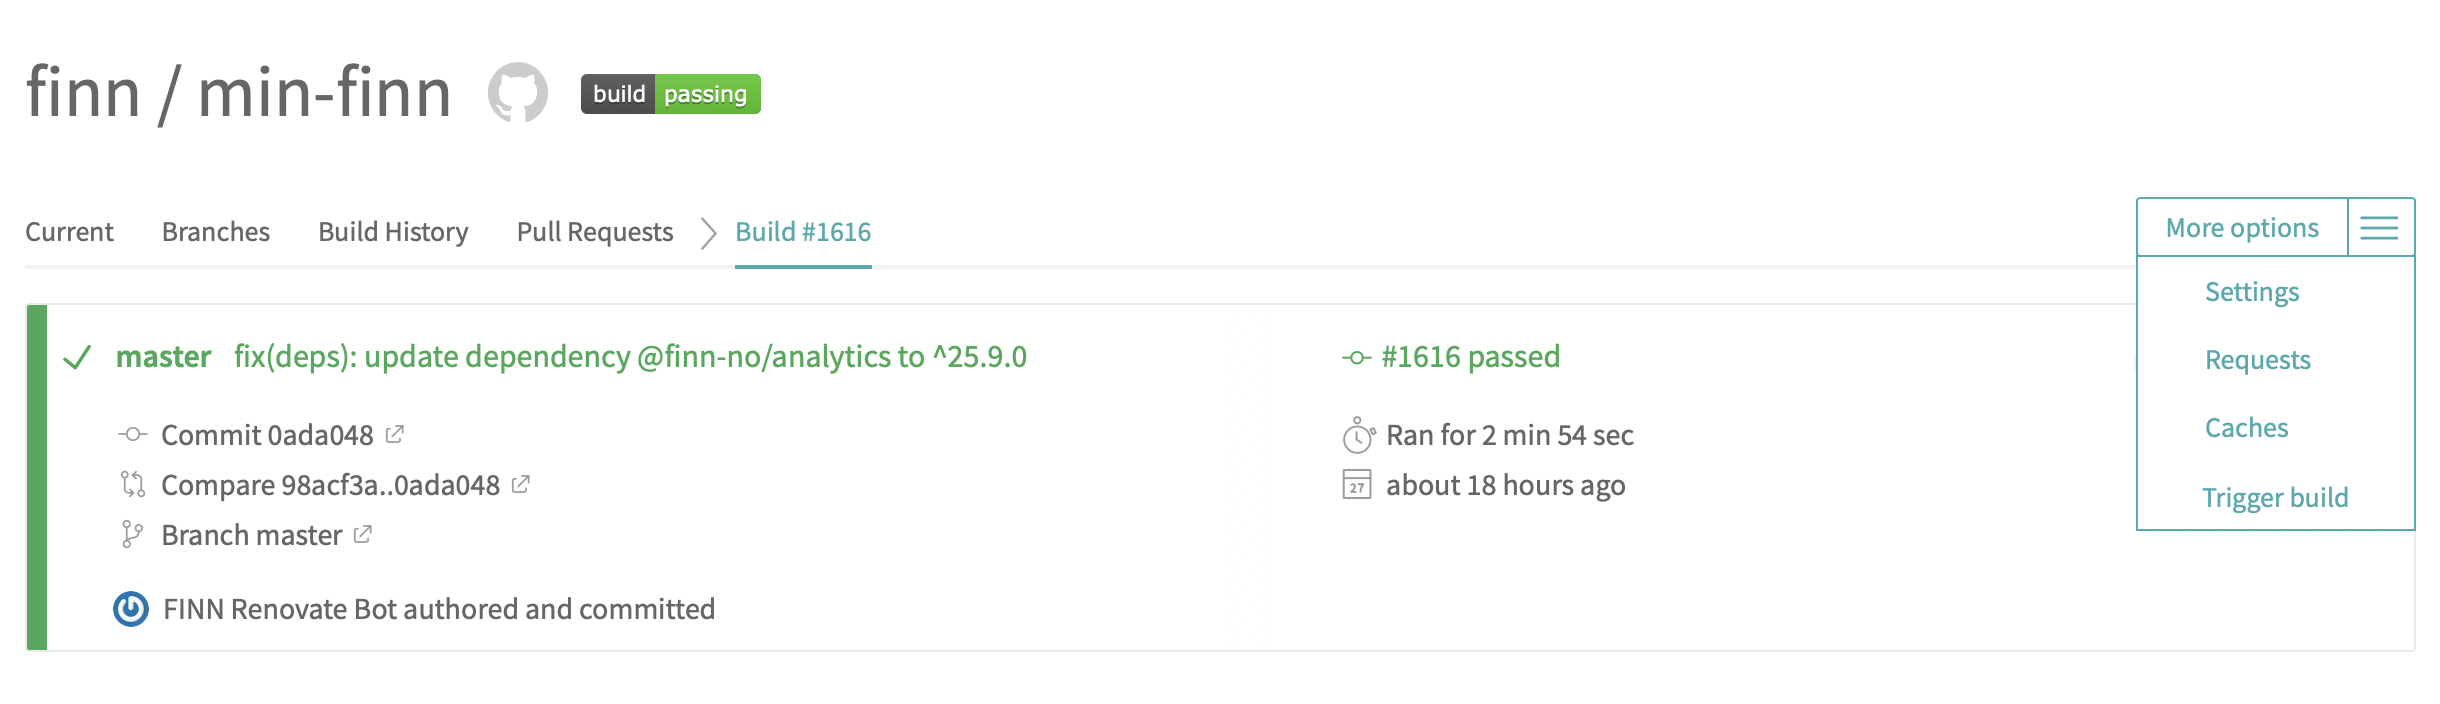 finn / min-finn
build passing
Current Branches Build History Pull Requests Build #1616
More options
Settings
Requests
Caches
Trigger build
master fix(deps): update dependency @finn-no/analytics to ^25.9.0
Commit 0ada048
Compare 98acf3a..0ada048
Branch master
FINN Renovate Bot authored and committed
#1616 passed
Ran for 2 min 54 sec
27 about 18 hours ago